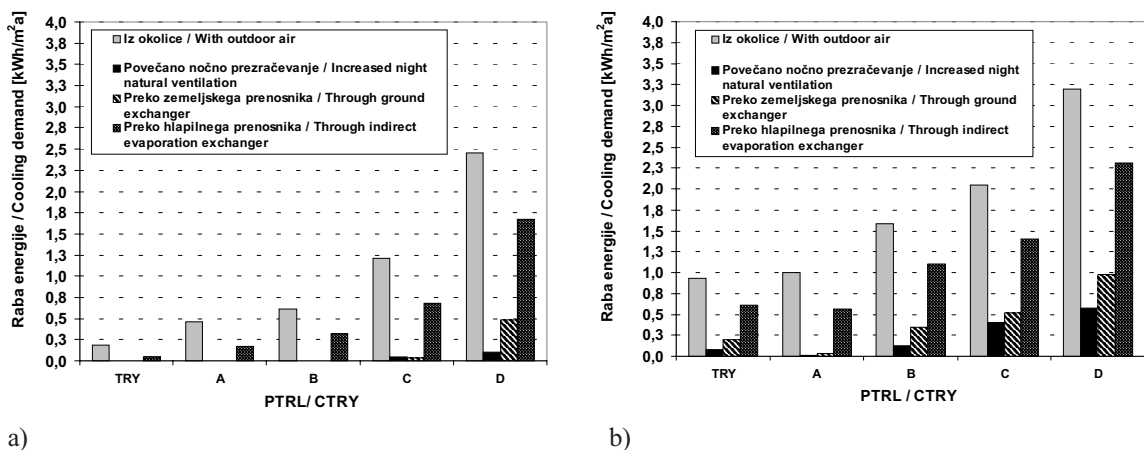 Raba energije / Cooling demand [kWh/m²a]
4,0
3,8
3,5
3,3
3,0
2,8
2,5
2,3
2,0
1,8
1,5
1,3
1,0
0,8
0,5
0,3
0,0
Iz okolice / With outdoor air
Povečano nočno prezračevanje / Increased night
natural ventilation
Preko zemeljskega prenosnika / Through ground
exchanger
Preko hlapilnega prenosnika / Through indirect
evaporation exchanger
TRY A B C D
PTRL/ CTRY
a)
Raba energije / Cooling demand [kWh/m²a]
4,0
3,8
3,5
3,3
3,0
2,8
2,5
2,3
2,0
1,8
1,5
1,3
1,0
0,8
0,5
0,3
0,0
Iz okolice / With outdoor air
Povečano nočno prezračevanje / Increased night
natural ventilation
Preko zemeljskega prenosnika / Through ground
exchanger
Preko hlapilnega prenosnika / Through indirect
evaporation exchanger
TRY A B C D
PTRL / CTRY
b)